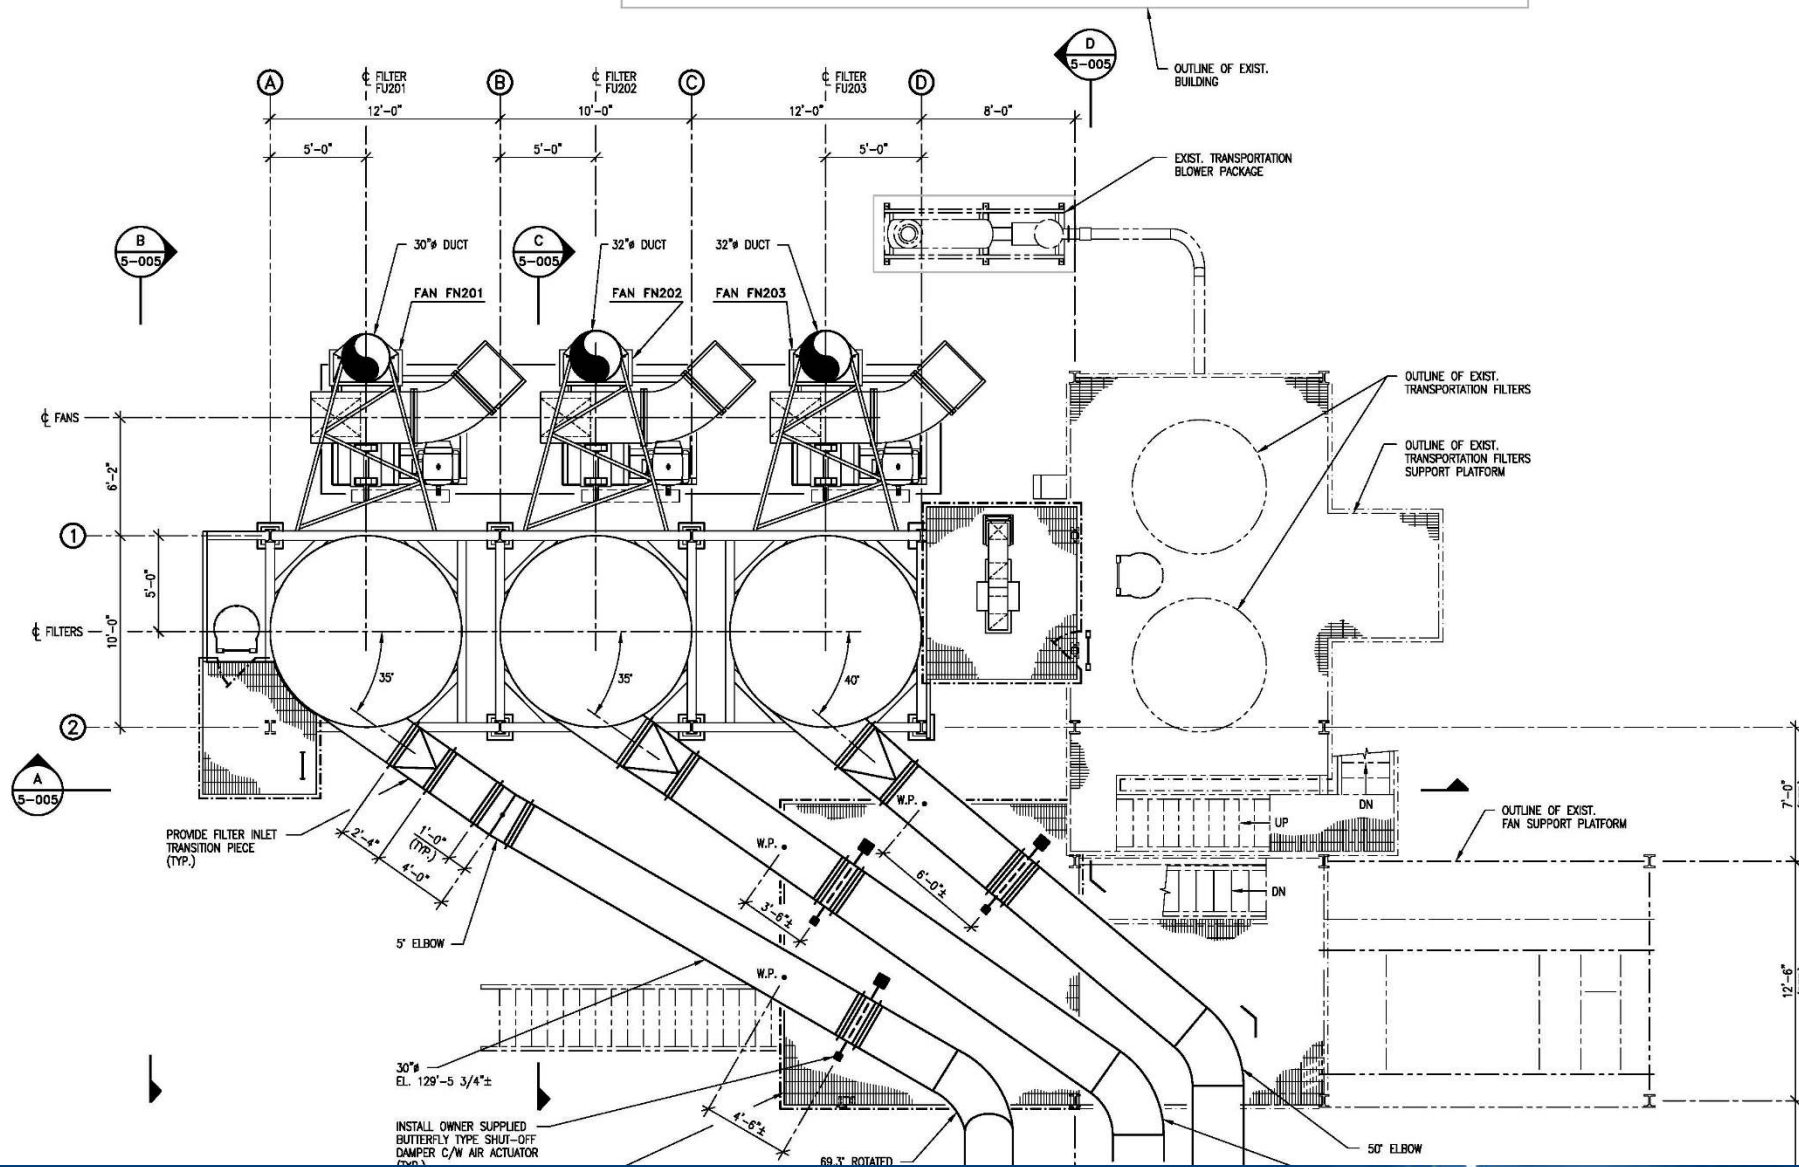 D
5-005
OUTLINE OF EXIST.
BUILDING
A
℄ FILTER
FU201
B
℄ FILTER
FU202
C
℄ FILTER
FU203
D
12'-0"
10'-0"
12'-0"
8'-0"
5'-0"
5'-0"
5'-0"
EXIST. TRANSPORTATION
BLOWER PACKAGE
B
5-005
C
5-005
30"ø DUCT
32"ø DUCT
32"ø DUCT
FAN FN201
FAN FN202
FAN FN203
OUTLINE OF EXIST.
TRANSPORTATION FILTERS
℄ FANS
OUTLINE OF EXIST.
TRANSPORTATION FILTERS
SUPPORT PLATFORM
6'-2"
1
5'-0"
10'-0"
℄ FILTERS
35°
35°
40°
2
A
5-005
7'-0"
W.P.
DN
UP
OUTLINE OF EXIST.
FAN SUPPORT PLATFORM
PROVIDE FILTER INLET
TRANSITION PIECE
(TYP.)
2'-4"
1'-0"
(TYP.)
4'-0"
W.P.
6'-0"±
DN
3'-6"±
5° ELBOW
W.P.
12'-6"
30"ø
EL. 129'-5 3/4"±
4'-6"±
INSTALL OWNER SUPPLIED
BUTTERFLY TYPE SHUT-OFF
DAMPER C/W AIR ACTUATOR
(TYP.)
50° ELBOW
69.3° ROTATED